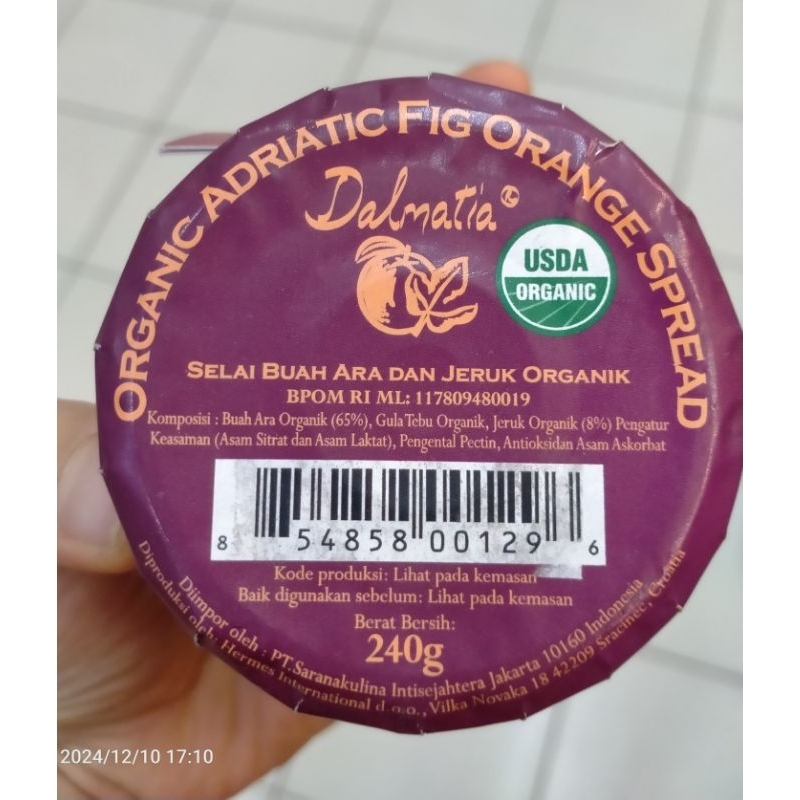 ORGANIC ADRIATIC FIG ORANGE SPREAD
Dalmatia®
USDA
ORGANIC
SELAI BUAH ARA DAN JERUK ORGANIK
BPOM RI ML: 117809480019
Komposisi : Buah Ara Organik (65%), Gula Tebu Organik, Jeruk Organik (8%) Pengatur
Keasaman (Asam Sitrat dan Asam Laktat), Pengental Pectin, Antioksidan Asam Askorbat
8 54858 00129 6
Kode produksi: Lihat pada kemasan
Baik digunakan sebelum: Lihat pada kemasan
Berat Bersih:
240g
Diimpor oleh : PT.Saranakulina Intisejahtera Jakarta 10160 Indonesia
Diproduksi oleh: Hermes International d.o.o., Vilka Novaka 18 42209 Sracinec, Croatia
2024/12/10 17:10